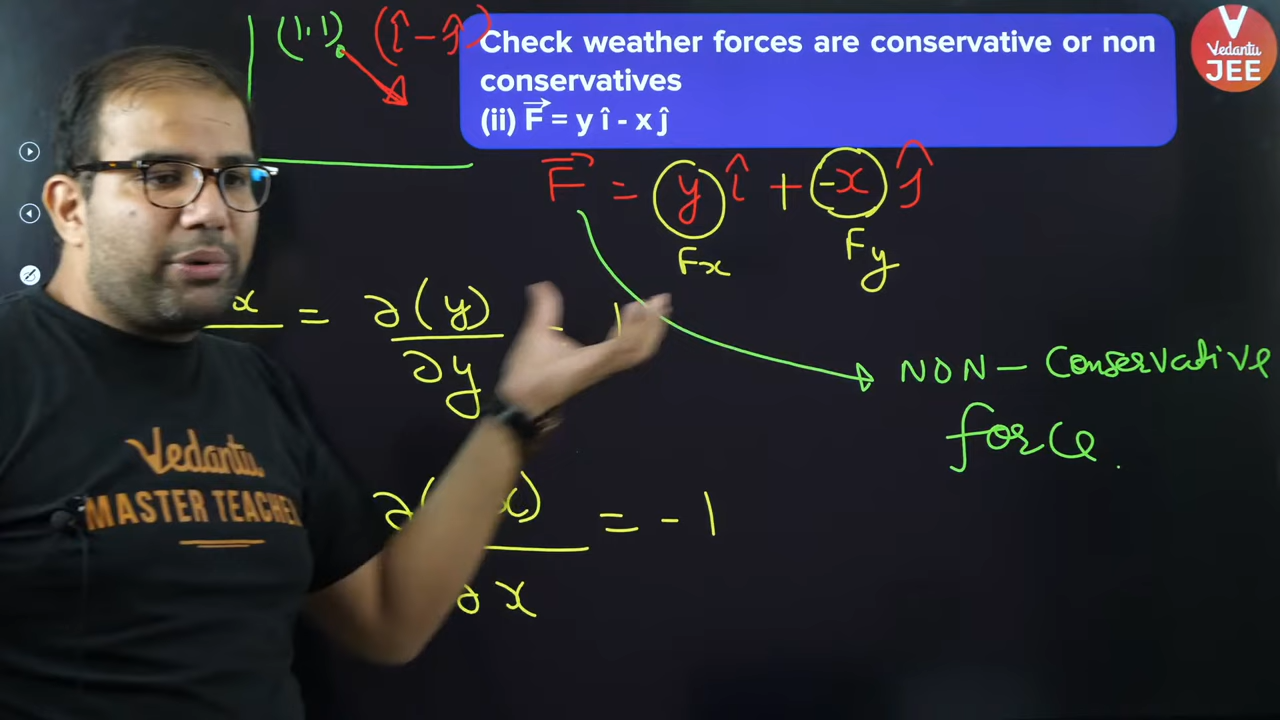 (1,1) (î - ĵ)
Check weather forces are conservative or non
conservatives
(ii) F⃗ = y î - x ĵ
Vedantu
JEE
F⃗ = y î + -x ĵ
Fx
Fy
x = ∂(y) = 1
∂y
NON - Conservative
force.
Vedantu
MASTER TEACHER
∂( x) = -1
∂x